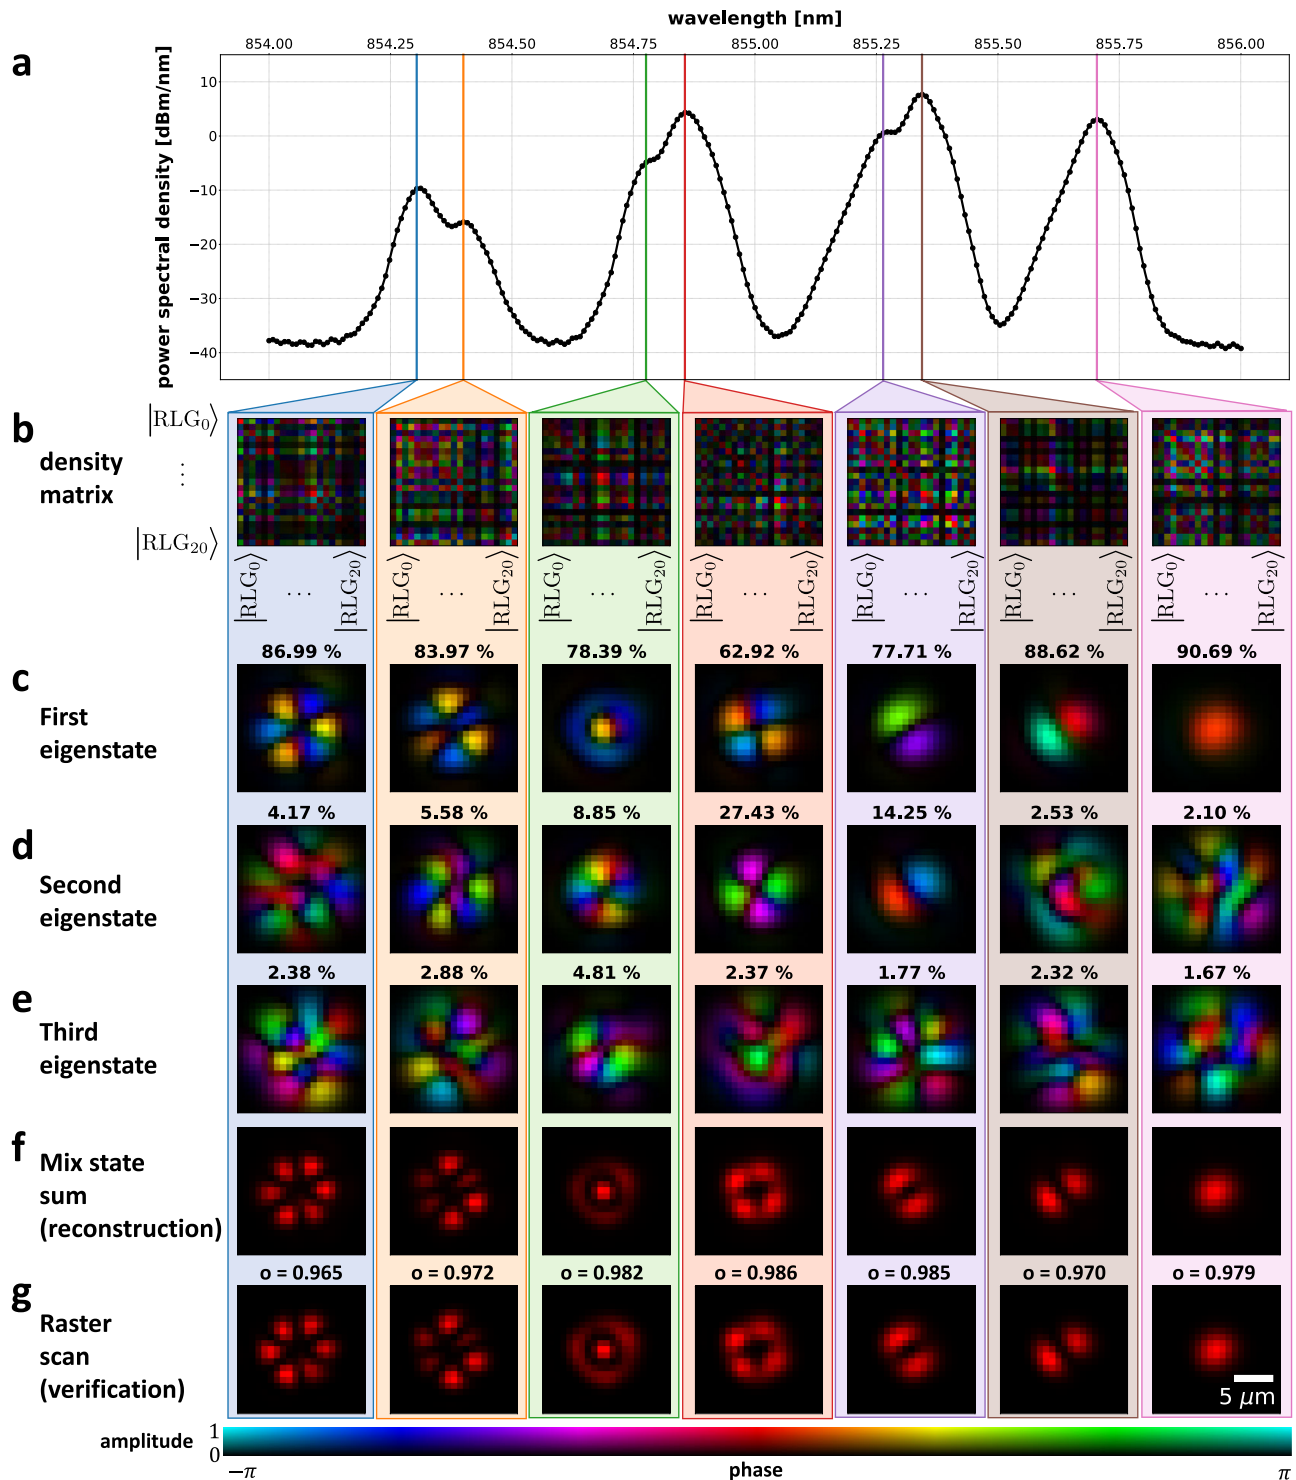 wavelength [nm]
854.00 854.25 854.50 854.75 855.00 855.25 855.50 855.75 856.00
a
power spectral density [dBm/nm]
10
0
−10
−20
−30
−40
b
density
matrix
|RLG₀⟩
⋮
|RLG₂₀⟩
|RLG₀⟩ ⋯ |RLG₂₀⟩ |RLG₀⟩ ⋯ |RLG₂₀⟩ |RLG₀⟩ ⋯ |RLG₂₀⟩ |RLG₀⟩ ⋯ |RLG₂₀⟩ |RLG₀⟩ ⋯ |RLG₂₀⟩ |RLG₀⟩ ⋯ |RLG₂₀⟩ |RLG₀⟩ ⋯ |RLG₂₀⟩
86.99 % 83.97 % 78.39 % 62.92 % 77.71 % 88.62 % 90.69 %
c
First
eigenstate
4.17 % 5.58 % 8.85 % 27.43 % 14.25 % 2.53 % 2.10 %
d
Second
eigenstate
2.38 % 2.88 % 4.81 % 2.37 % 1.77 % 2.32 % 1.67 %
e
Third
eigenstate
f
Mix state
sum
(reconstruction)
o = 0.965 o = 0.972 o = 0.982 o = 0.986 o = 0.985 o = 0.970 o = 0.979
g
Raster
scan
(verification)
5 μm
amplitude
1
0
−π phase π